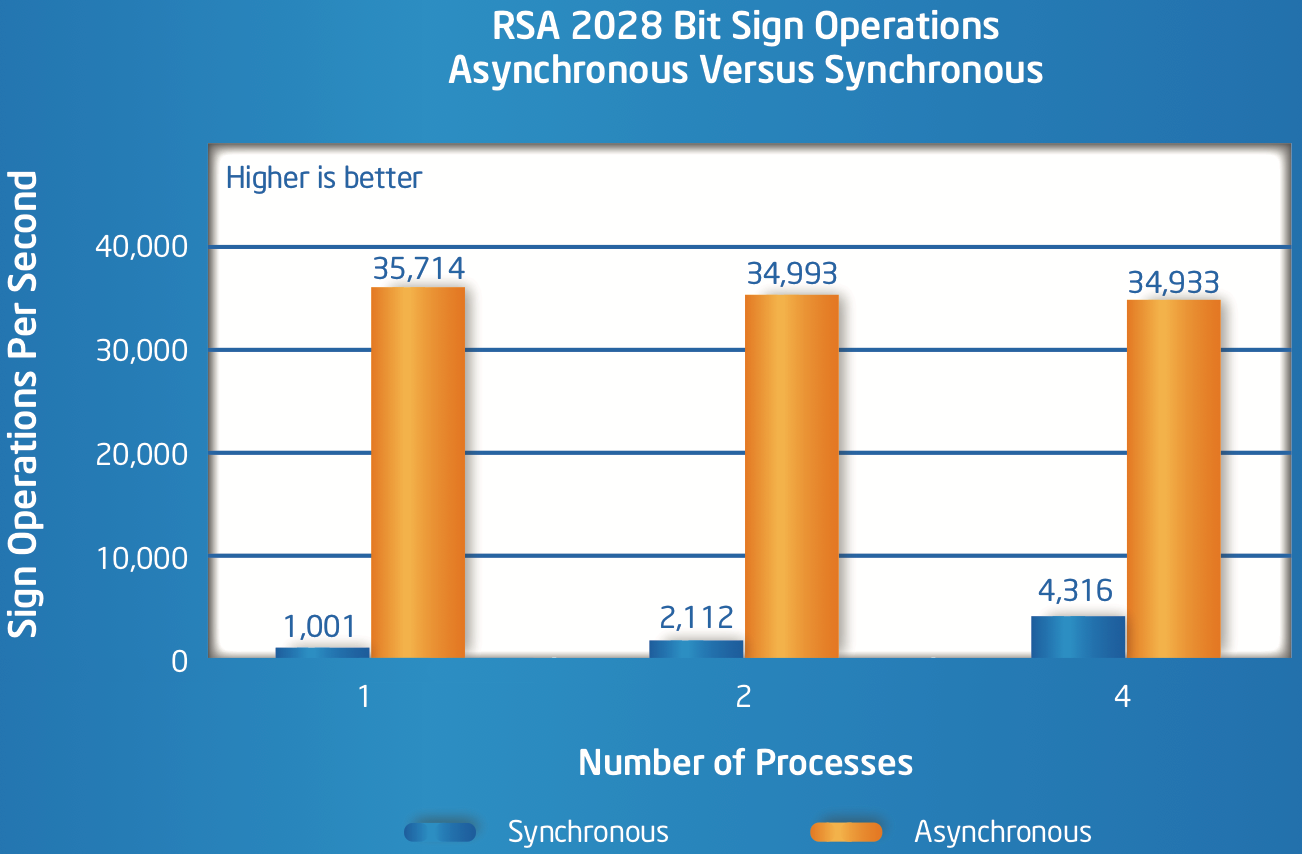 RSA 2028 Bit Sign Operations
Asynchronous Versus Synchronous
Higher is better
Sign Operations Per Second
40,000
30,000
20,000
10,000
0
35,714
34,993
34,933
1,001
2,112
4,316
1
2
4
Number of Processes
Synchronous
Asynchronous